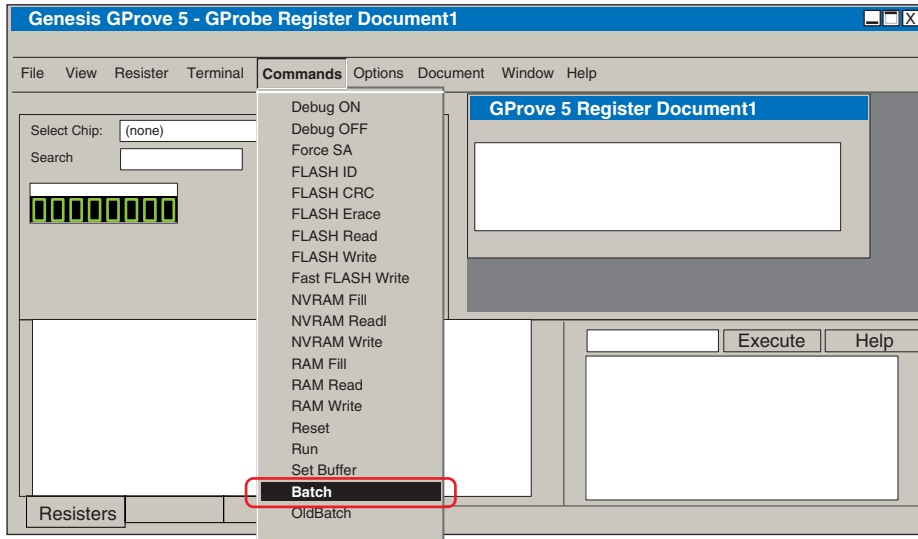 Genesis GProve 5 - GProbe Register Document1
X
File View Resister Terminal Commands Options Document Window Help
Debug ON
Debug OFF
Force SA
FLASH ID
FLASH CRC
FLASH Erace
FLASH Read
FLASH Write
Fast FLASH Write
NVRAM Fill
NVRAM Readl
NVRAM Write
RAM Fill
RAM Read
RAM Write
Reset
Run
Set Buffer
Batch
OldBatch
GProve 5 Register Document1
Select Chip: (none)
Search
00000000
Execute Help
Resisters